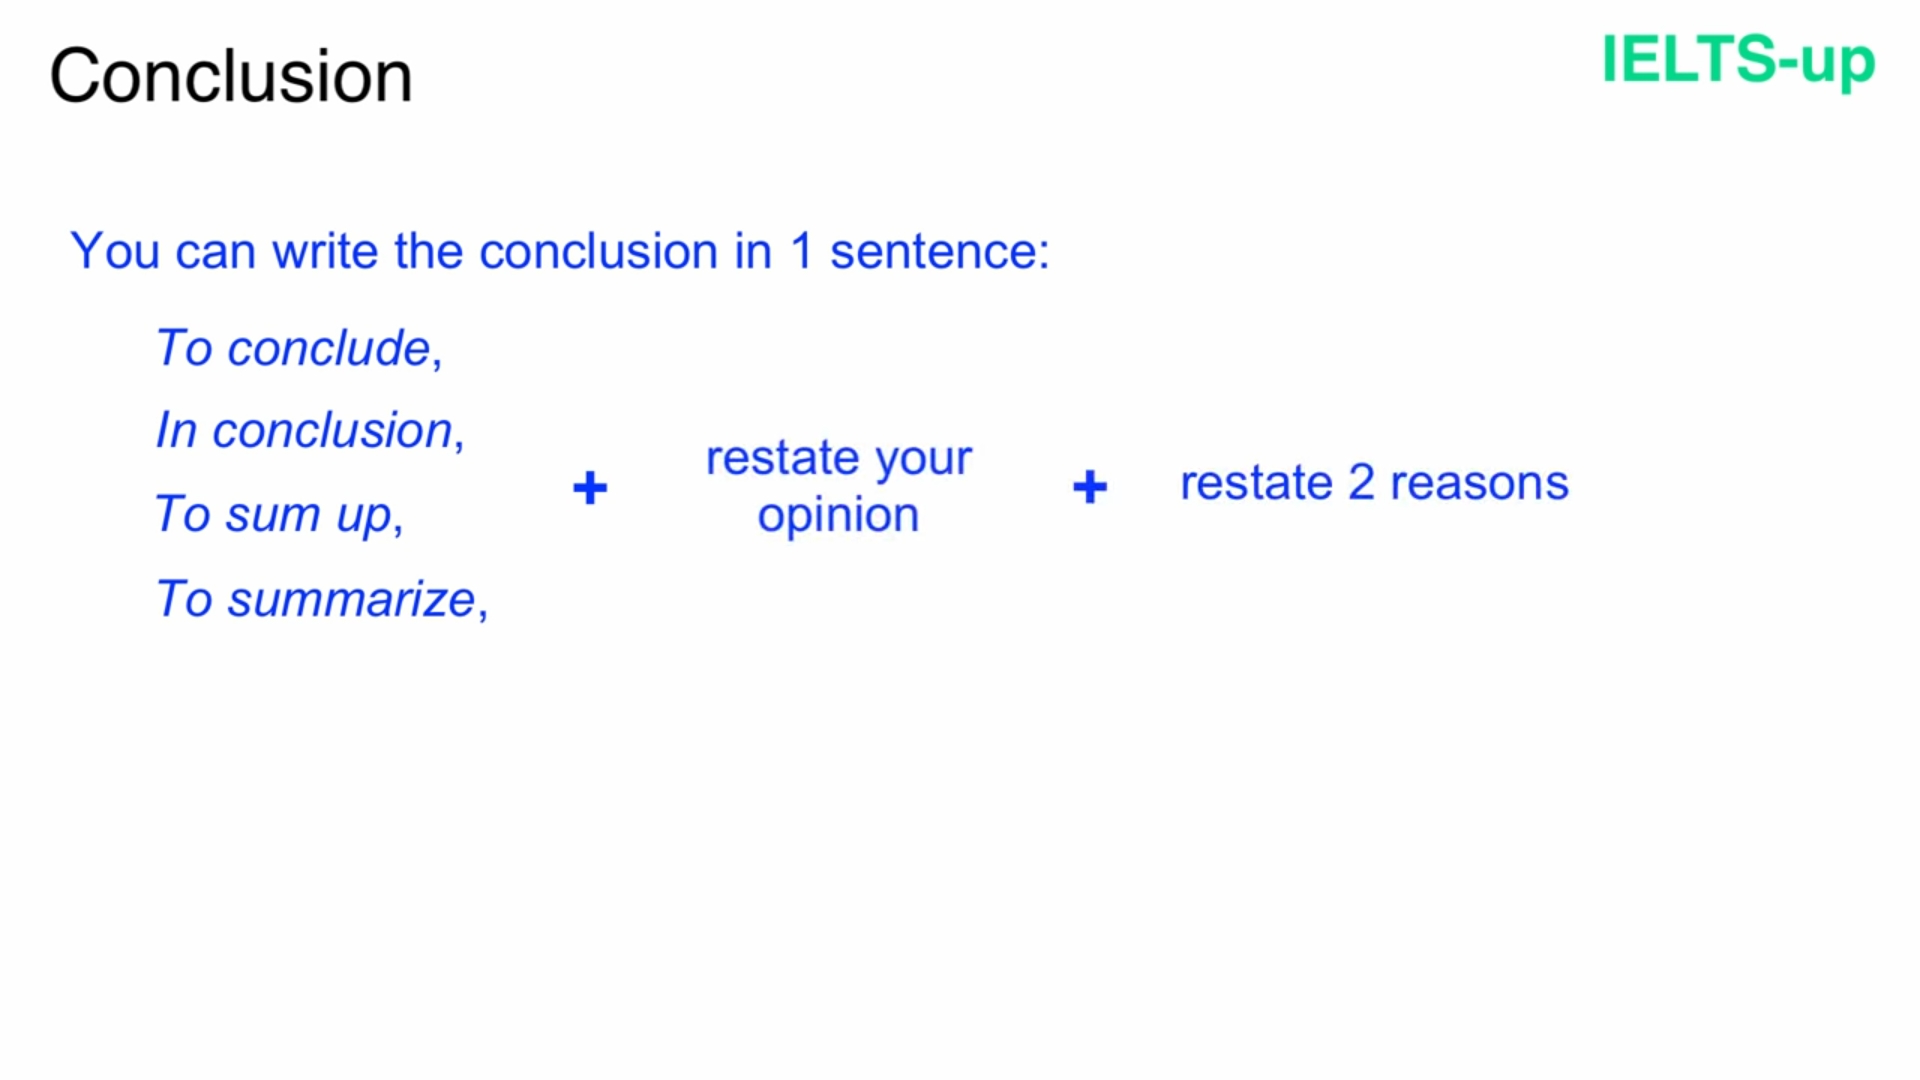 Conclusion
IELTS-up
You can write the conclusion in 1 sentence:
To conclude,
In conclusion,
To sum up,
To summarize,
+
restate your
opinion
+
restate 2 reasons